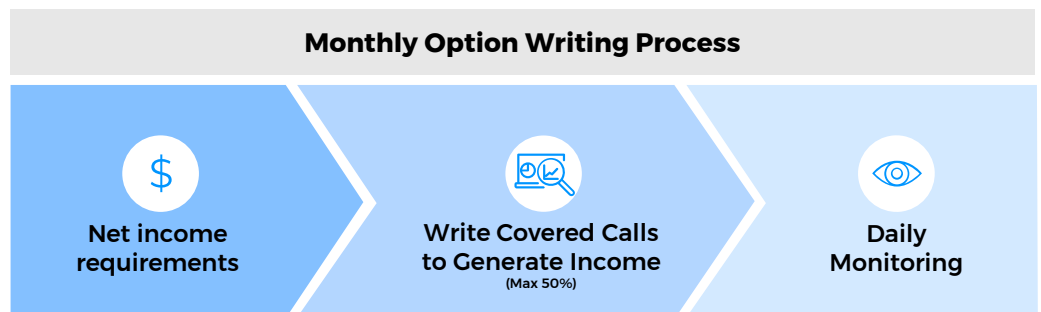 Monthly Option Writing Process
$
Net income
requirements
Write Covered Calls
to Generate Income
(Max 50%)
Daily
Monitoring